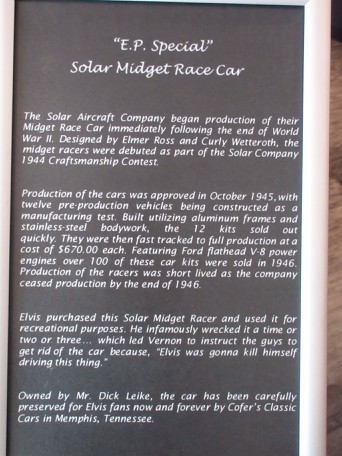 "E.P. Special"
Solar Midget Race Car
The Solar Aircraft Company began production of their
Midget Race Car immediately following the end of World
War II. Designed by Elmer Ross and Curly Wetteroth, the
midget racers were debuted as part of the Solar Company
1944 Craftsmanship Contest.
Production of the cars was approved in October 1945, with
twelve pre-production vehicles being constructed as a
manufacturing test. Built utilizing aluminum frames and
stainless-steel bodywork, the 12 kits sold out
quickly. They were then fast tracked to full production at a
cost of $670.00 each. Featuring Ford flathead V-8 power
engines over 100 of these car kits were sold in 1946.
Production of the racers was short lived as the company
ceased production by the end of 1946.
Elvis purchased this Solar Midget Racer and used it for
recreational purposes. He infamously wrecked it a time or
two or three... which led Vernon to instruct the guys to
get rid of the car because, "Elvis was gonna kill himself
driving this thing."
Owned by Mr. Dick Leike, the car has been carefully
preserved for Elvis fans now and forever by Cofer's Classic
Cars in Memphis, Tennessee.